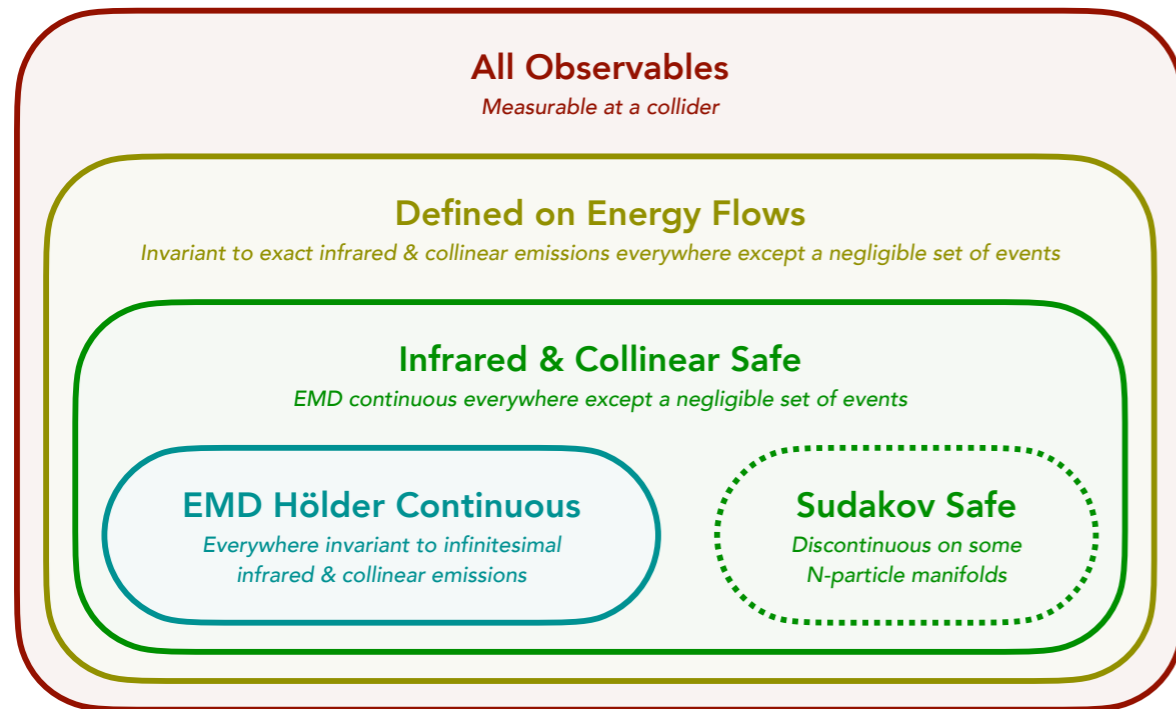 All Observables
Measurable at a collider
Defined on Energy Flows
Invariant to exact infrared & collinear emissions everywhere except a negligible set of events
Infrared & Collinear Safe
EMD continuous everywhere except a negligible set of events
EMD Hölder Continuous
Everywhere invariant to infinitesimal
infrared & collinear emissions
Sudakov Safe
Discontinuous on some
N-particle manifolds